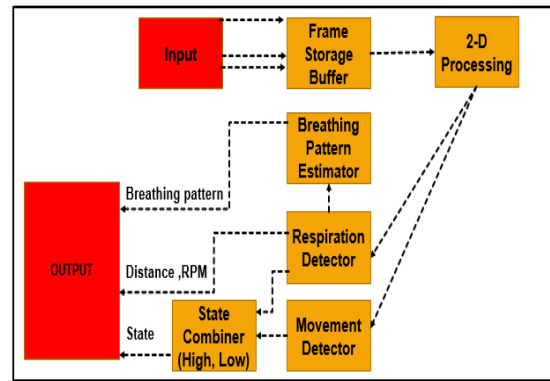 Input
Frame
Storage
Buffer
2-D
Processing
Breathing
Pattern
Estimator
Breathing pattern
OUTPUT
Respiration
Detector
Distance ,RPM
State
Combiner
(High, Low)
Movement
Detector
State